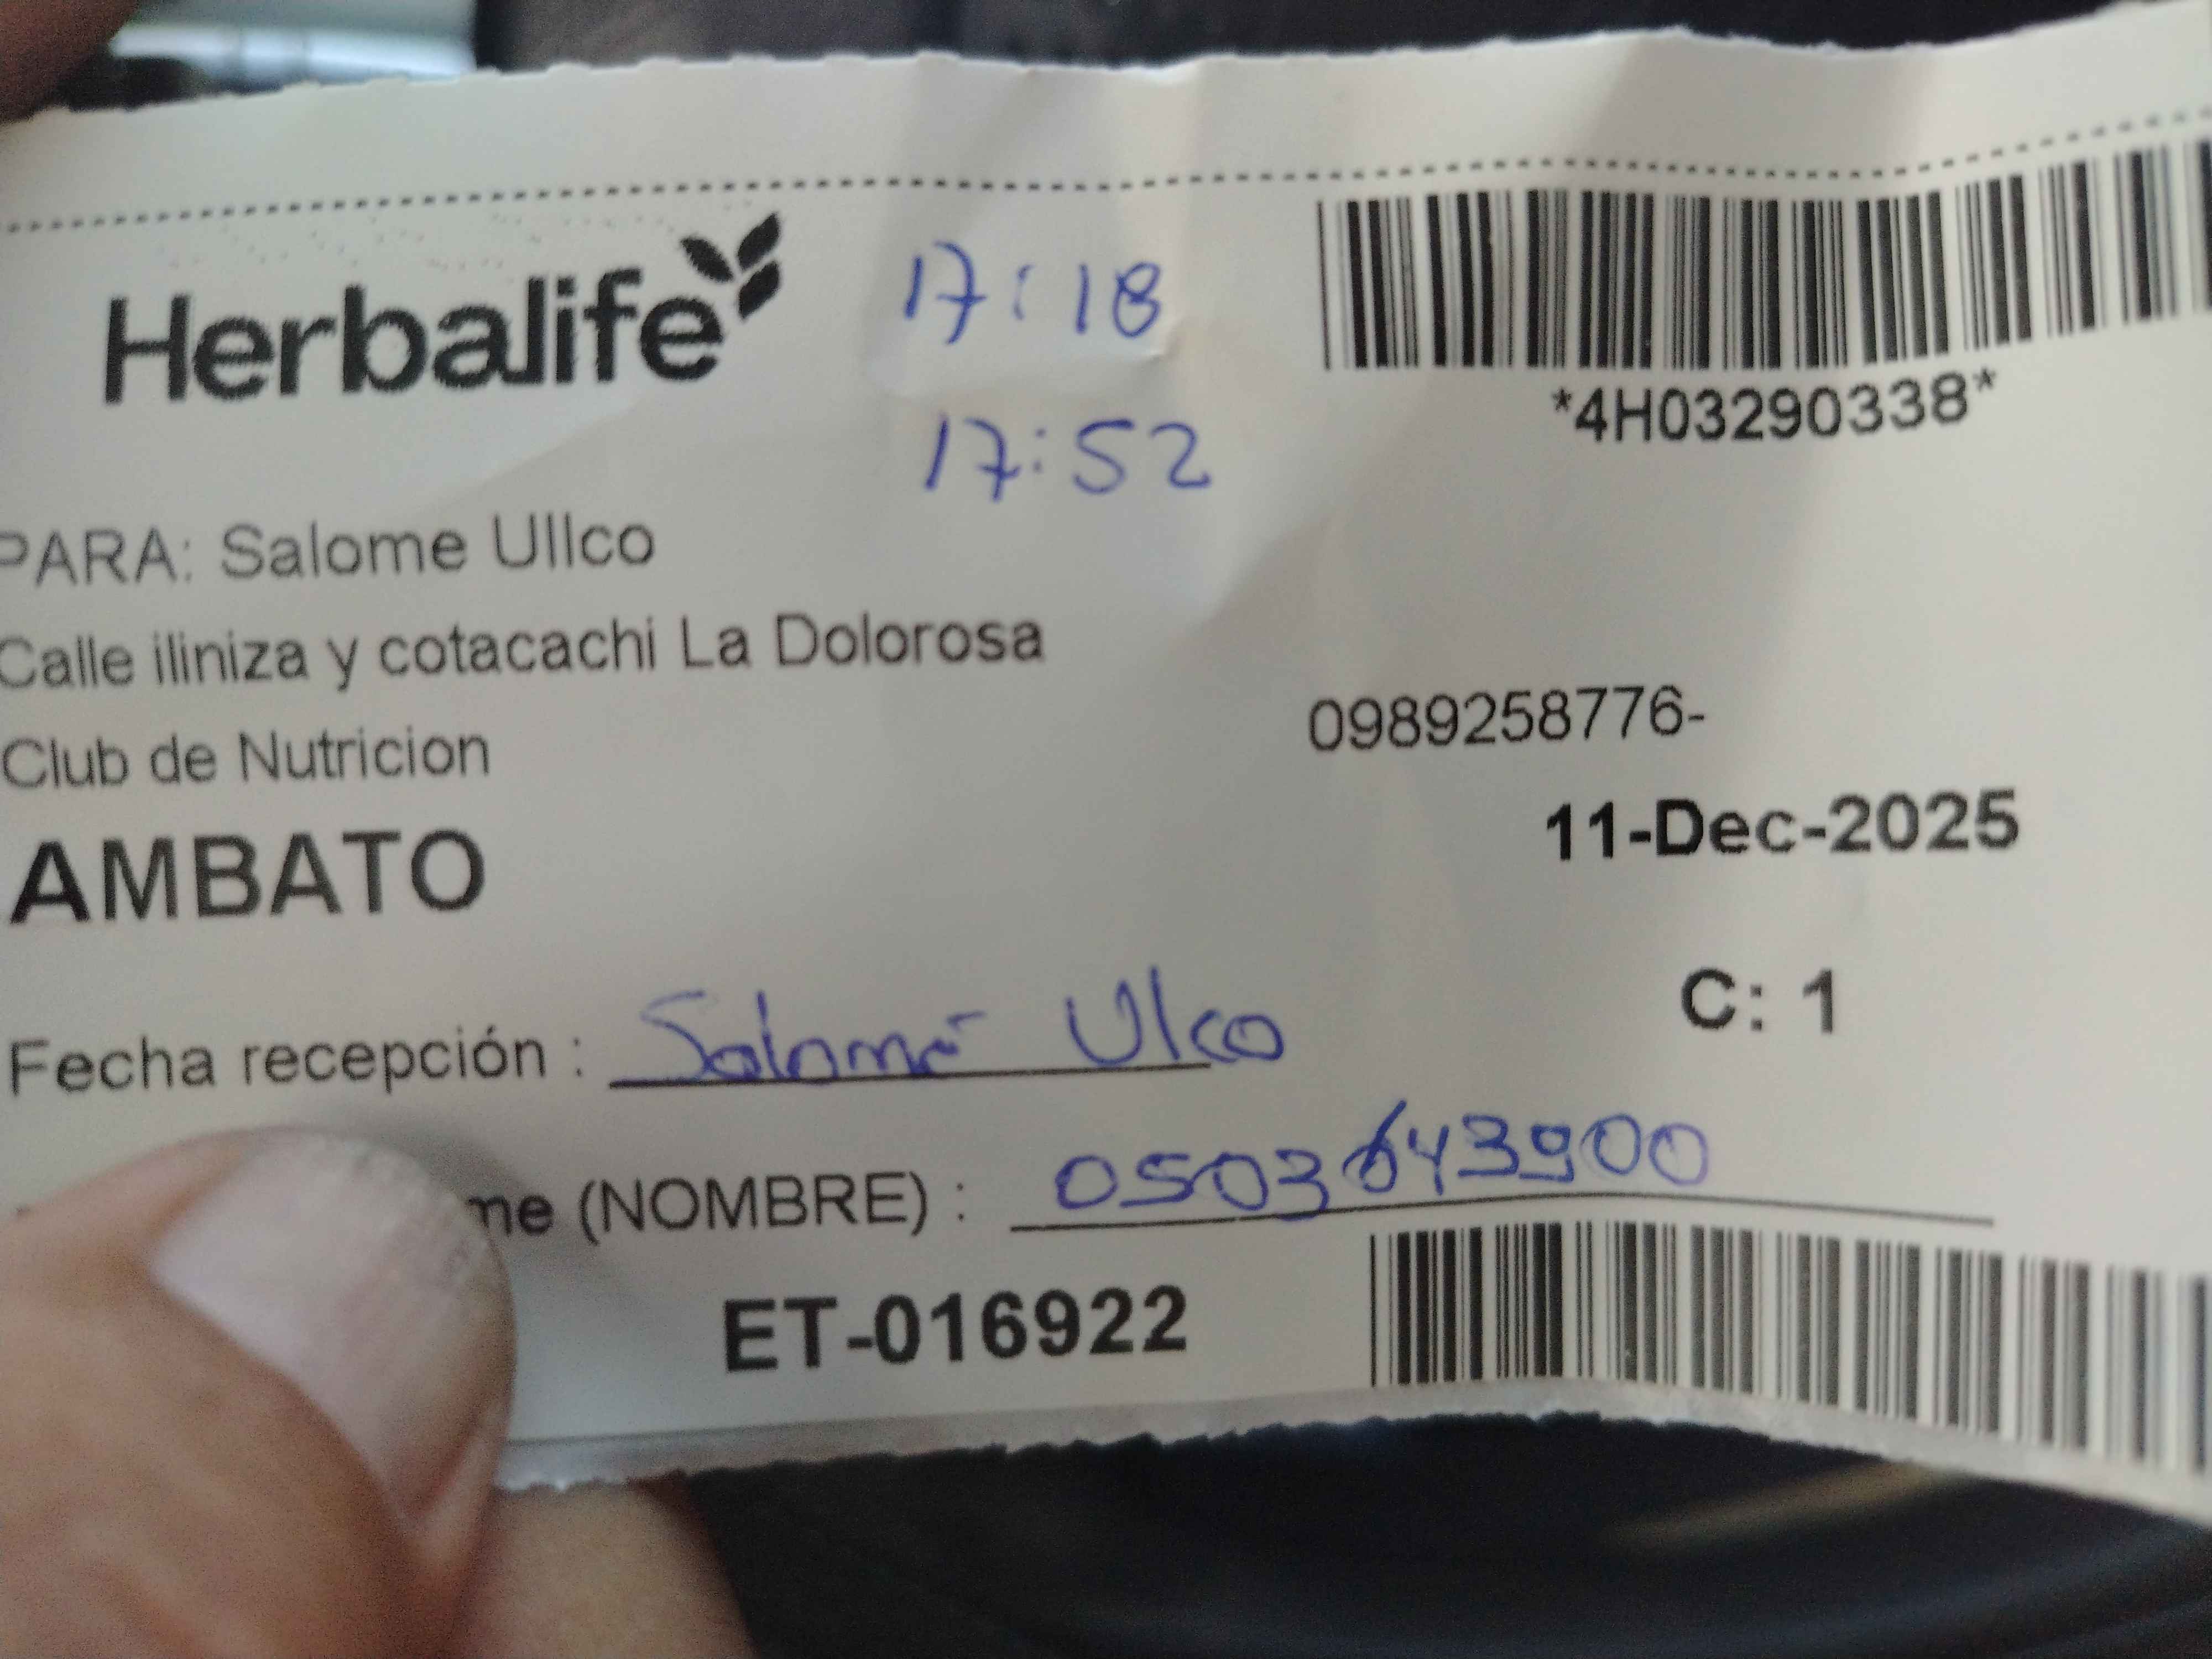 Herbalife 17:18
17:52
*4H03290338*
PARA: Salome Ullco
Calle iliniza y cotacachi La Dolorosa
0989258776-
Club de Nutricion
11-Dec-2025
AMBATO
C: 1
Fecha recepción : Salomé Ulco
(NOMBRE) : 0503643900
ET-016922